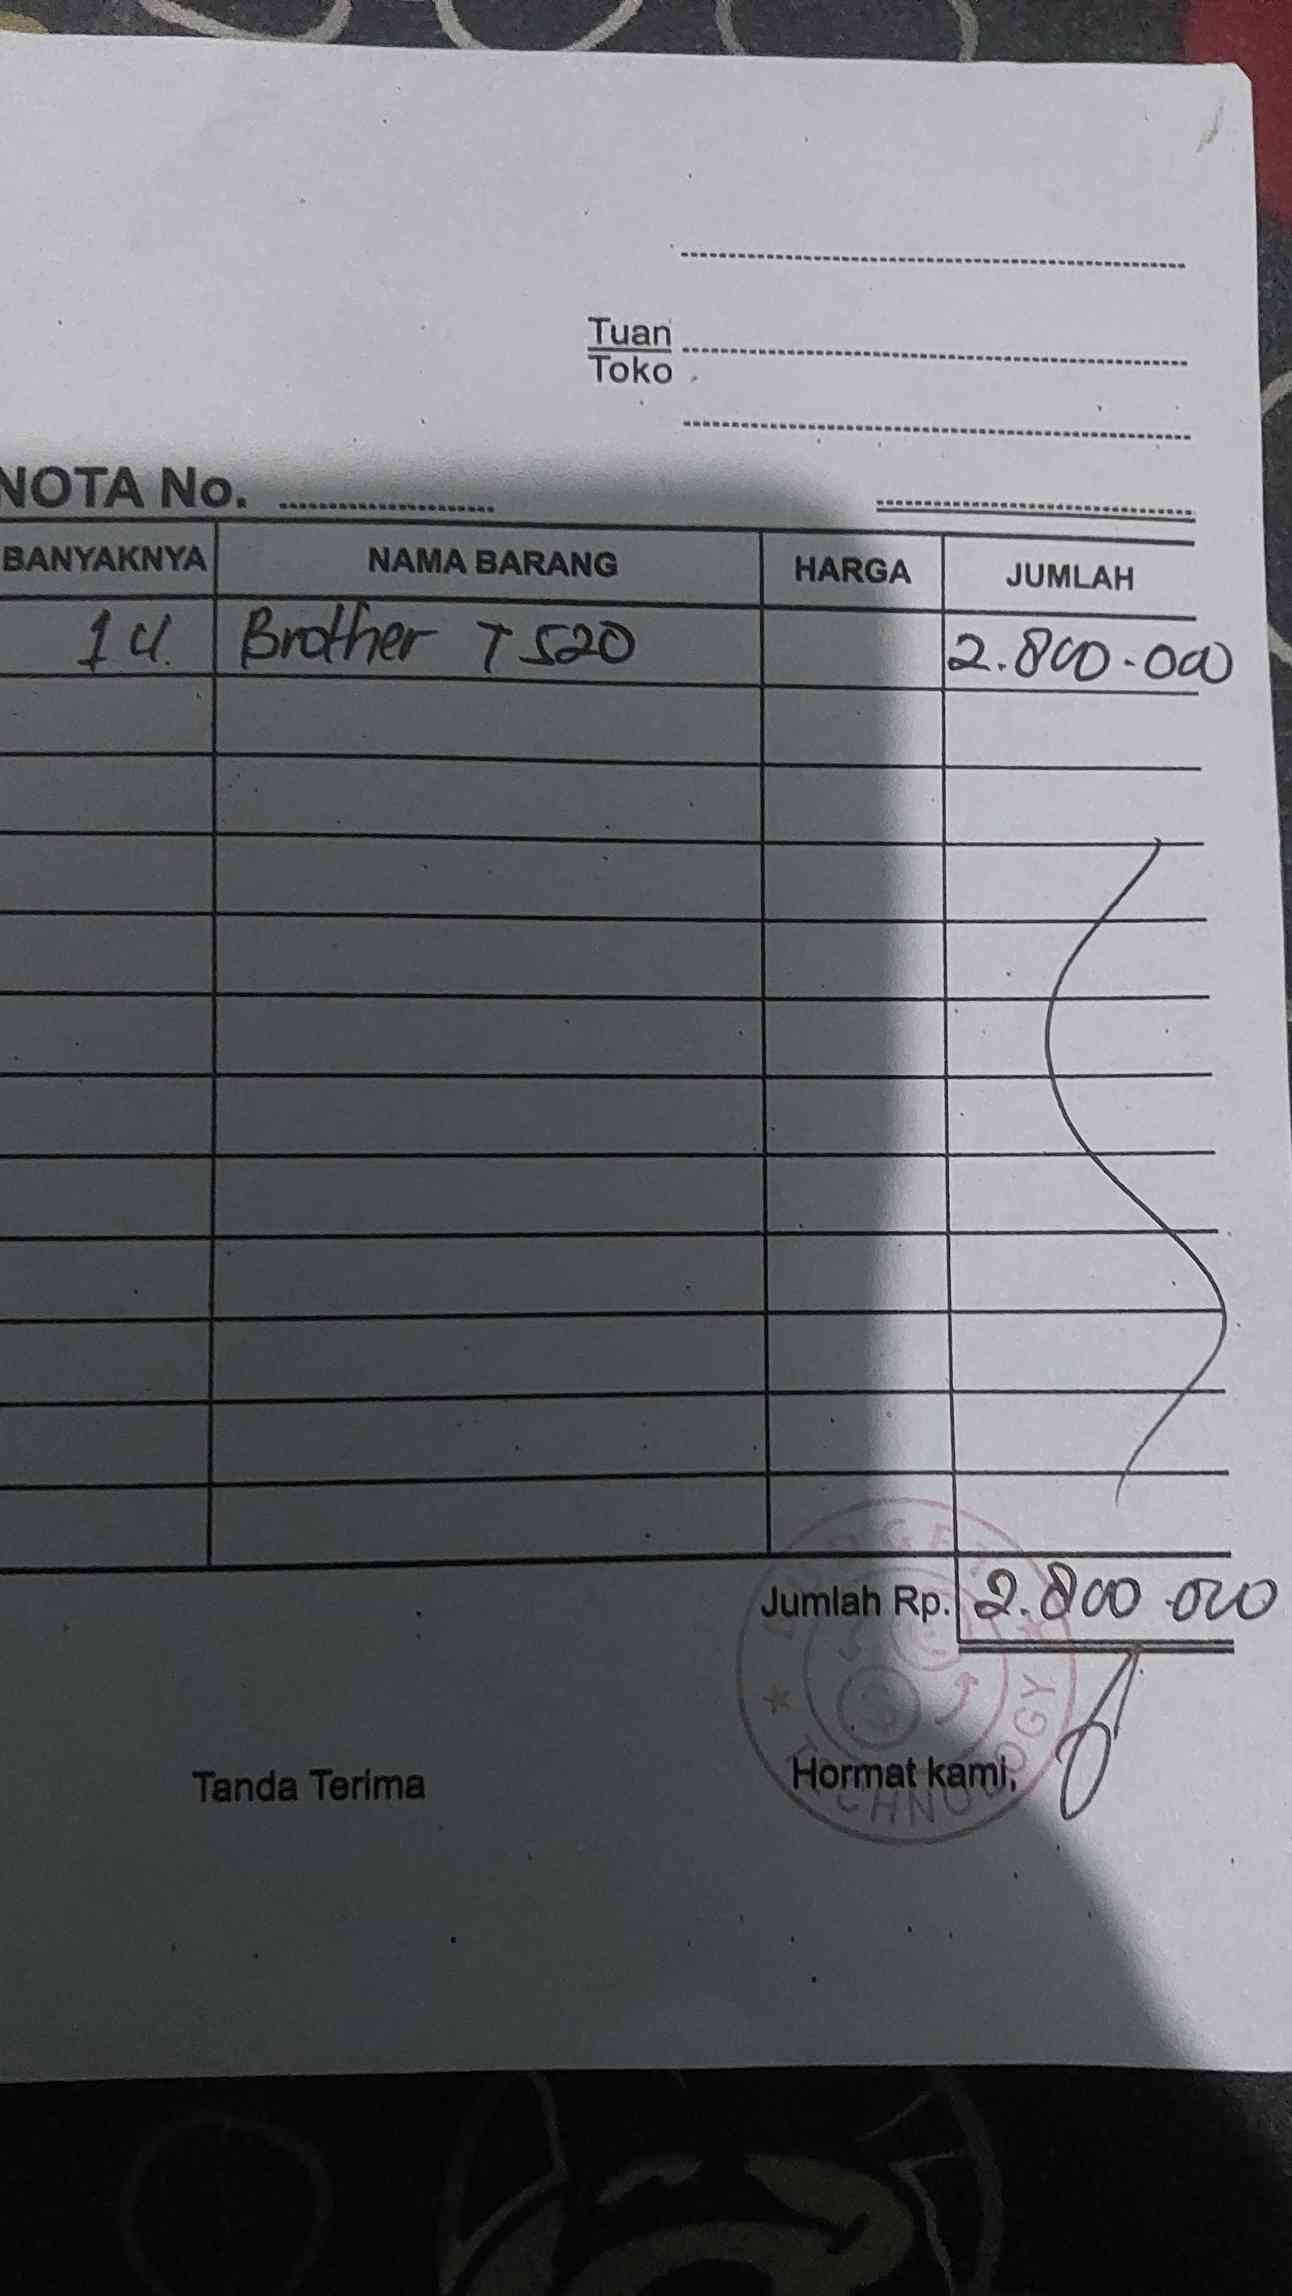 Tuan
Toko
NOTA No.
BANYAKNYA NAMA BARANG HARGA JUMLAH
1 U. Brother T520 2.800.000
Jumlah Rp. 2.800.000
Tanda Terima Hormat kami,
TECHNOLOGY